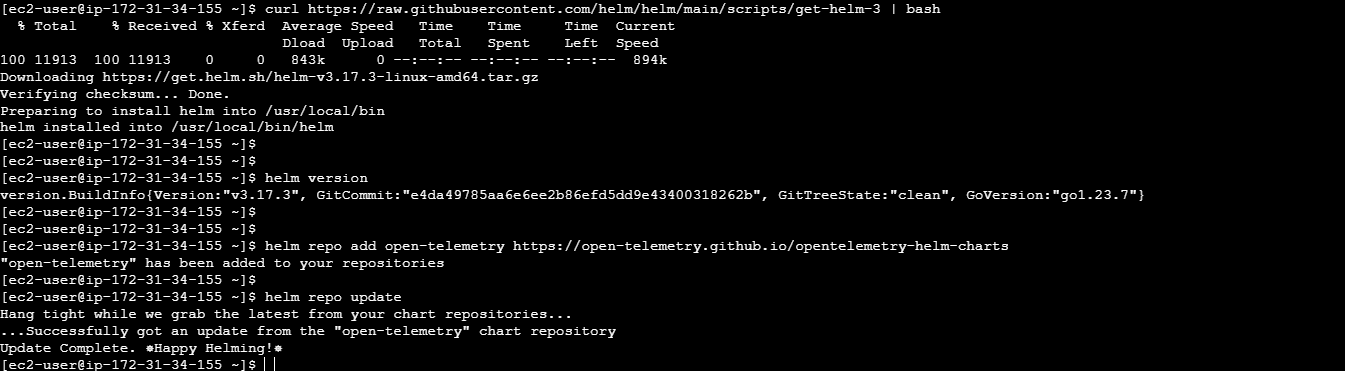 [ec2-user@ip-172-31-34-155 ~]$ curl https://raw.githubusercontent.com/helm/helm/main/scripts/get-helm-3 | bash
  % Total    % Received % Xferd  Average Speed   Time    Time     Time  Current
                                 Dload  Upload   Total   Spent    Left  Speed
100 11913  100 11913    0     0   843k      0 --:--:-- --:--:-- --:--:--  894k
Downloading https://get.helm.sh/helm-v3.17.3-linux-amd64.tar.gz
Verifying checksum... Done.
Preparing to install helm into /usr/local/bin
helm installed into /usr/local/bin/helm
[ec2-user@ip-172-31-34-155 ~]$
[ec2-user@ip-172-31-34-155 ~]$
[ec2-user@ip-172-31-34-155 ~]$ helm version
version.BuildInfo{Version:"v3.17.3", GitCommit:"e4da49785aa6e6ee2b86efd5dd9e43400318262b", GitTreeState:"clean", GoVersion:"go1.23.7"}
[ec2-user@ip-172-31-34-155 ~]$
[ec2-user@ip-172-31-34-155 ~]$
[ec2-user@ip-172-31-34-155 ~]$ helm repo add open-telemetry https://open-telemetry.github.io/opentelemetry-helm-charts
"open-telemetry" has been added to your repositories
[ec2-user@ip-172-31-34-155 ~]$
[ec2-user@ip-172-31-34-155 ~]$ helm repo update
Hang tight while we grab the latest from your chart repositories...
...Successfully got an update from the "open-telemetry" chart repository
Update Complete. ⎈Happy Helming!⎈
[ec2-user@ip-172-31-34-155 ~]$